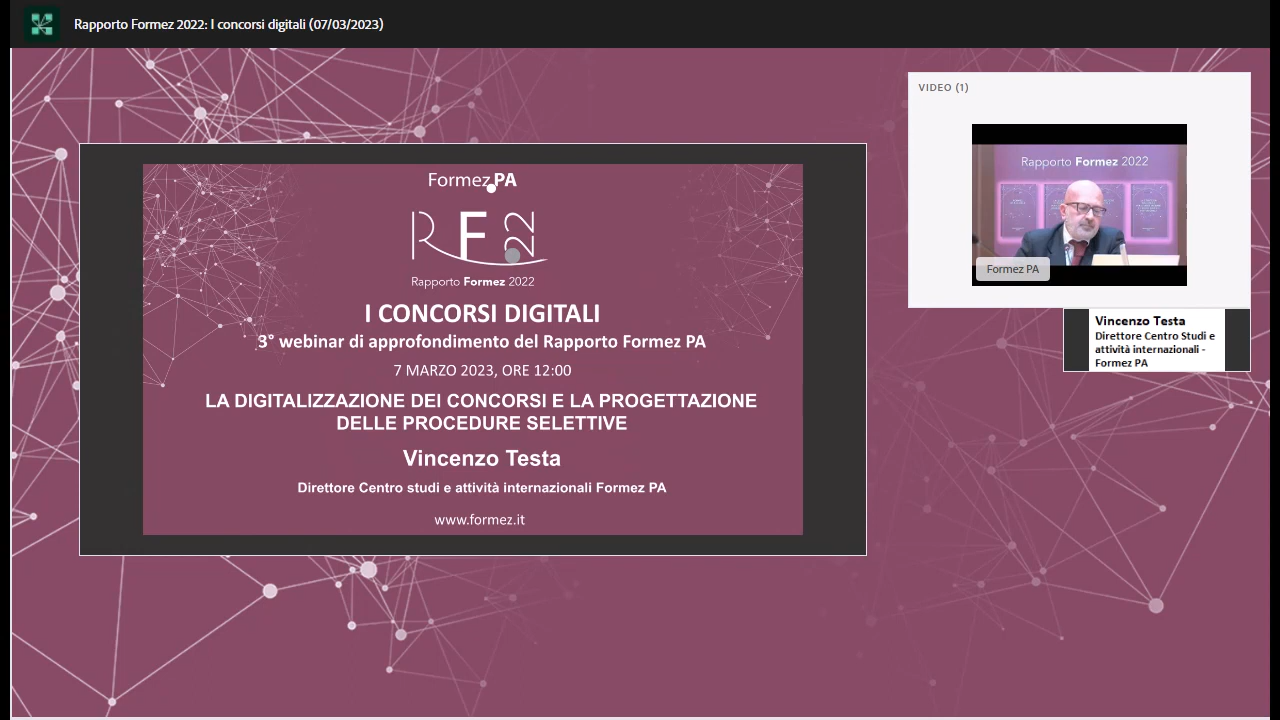 Rapporto Formez 2022: I concorsi digitali (07/03/2023)
FormezPA
RF22
Rapporto Formez 2022
I CONCORSI DIGITALI
3° webinar di approfondimento del Rapporto Formez PA
7 MARZO 2023, ORE 12:00
LA DIGITALIZZAZIONE DEI CONCORSI E LA PROGETTAZIONE
DELLE PROCEDURE SELETTIVE
Vincenzo Testa
Direttore Centro studi e attività internazionali Formez PA
www.formez.it
VIDEO (1)
Rapporto Formez 2022
Formez PA
Vincenzo Testa
Direttore Centro Studi e
attività internazionali -
Formez PA